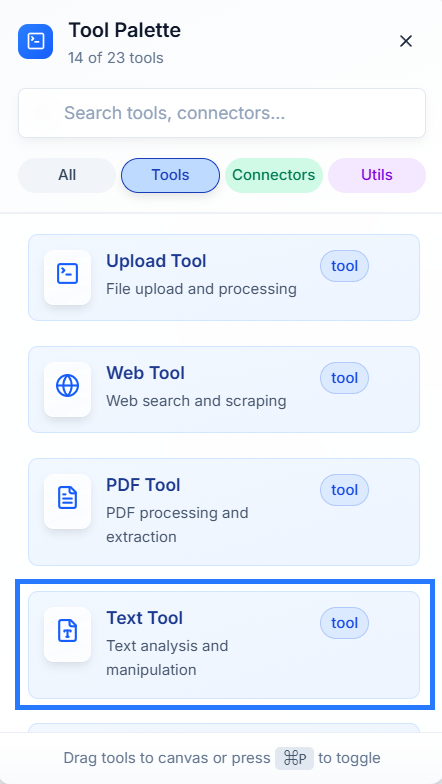 Tool Palette
14 of 23 tools
Search tools, connectors...
All Tools Connectors Utils
Upload Tool tool
File upload and processing
Web Tool tool
Web search and scraping
PDF Tool tool
PDF processing and
extraction
Text Tool tool
Text analysis and
manipulation
Drag tools to canvas or press ⌘P to toggle